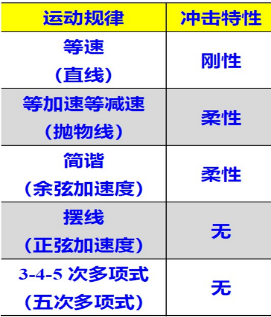 运动规律 冲击特性
等速
(直线)
刚性
等加速等减速
(抛物线)
柔性
简谐
(余弦加速度)
柔性
摆线
(正弦加速度)
无
3-4-5 次多项式
(五次多项式)
无